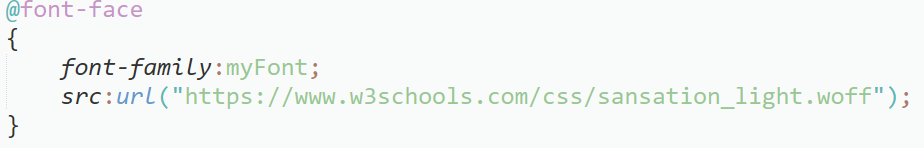 @font-face
{
font-family:myFont;
src:url("https://www.w3schools.com/css/sansation_light.woff");
}